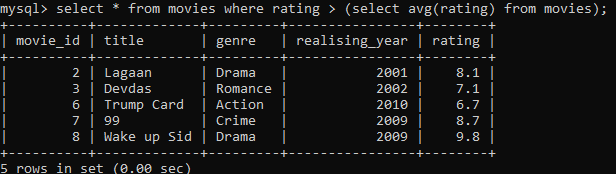 mysql> select * from movies where rating > (select avg(rating) from movies);
+----------+-------------+---------+----------------+--------+
| movie_id | title       | genre   | realising_year | rating |
+----------+-------------+---------+----------------+--------+
|        2 | Lagaan      | Drama   |           2001 |    8.1 |
|        3 | Devdas      | Romance |           2002 |    7.1 |
|        6 | Trump Card  | Action  |           2010 |    6.7 |
|        7 | 99          | Crime   |           2009 |    8.7 |
|        8 | Wake up Sid | Drama   |           2009 |    9.8 |
+----------+-------------+---------+----------------+--------+
5 rows in set (0.00 sec)